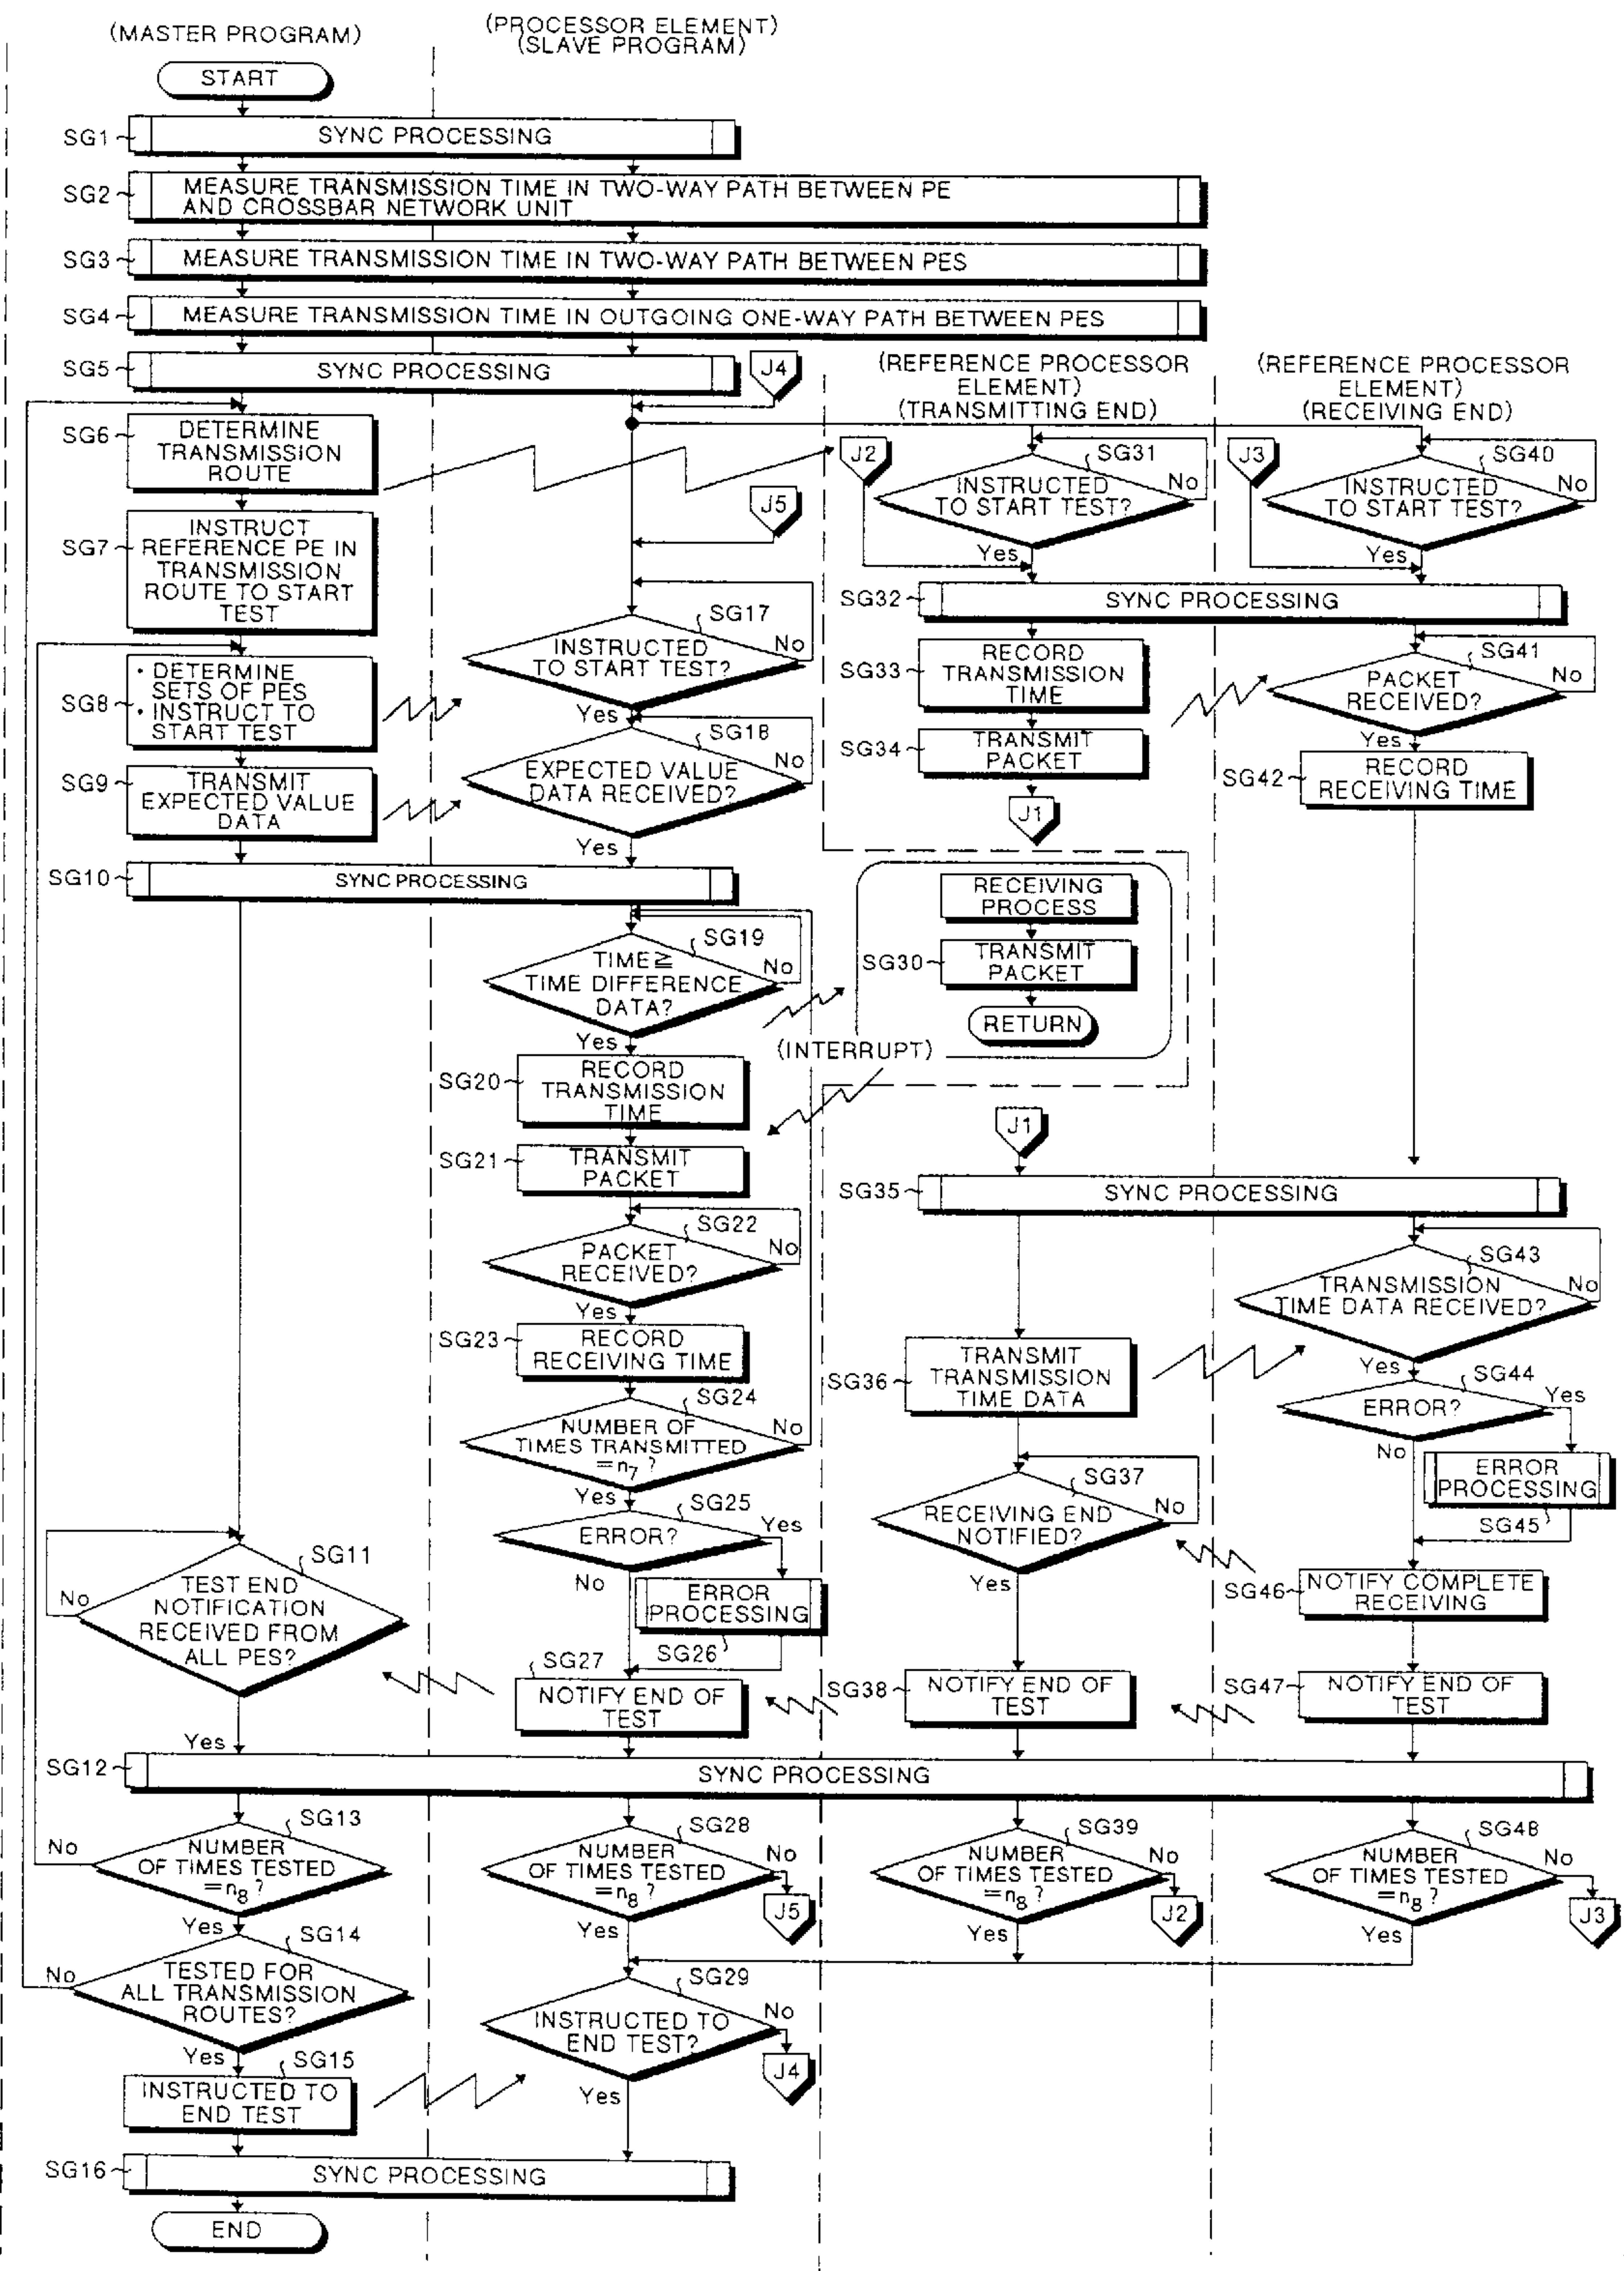 (MASTER PROGRAM)
(PROCESSOR ELEMENT)
(SLAVE PROGRAM)
START
SG1
SYNC PROCESSING
SG2
MEASURE TRANSMISSION TIME IN TWO-WAY PATH BETWEEN PE
AND CROSSBAR NETWORK UNIT
SG3
MEASURE TRANSMISSION TIME IN TWO-WAY PATH BETWEEN PES
SG4
MEASURE TRANSMISSION TIME IN OUTGOING ONE-WAY PATH BETWEEN PES
SG5
SYNC PROCESSING
J4
(REFERENCE PROCESSOR
ELEMENT)
(TRANSMITTING END)
(REFERENCE PROCESSOR
ELEMENT)
(RECEIVING END)
SG6
DETERMINE
TRANSMISSION
ROUTE
J2
SG31
INSTRUCTED
TO START TEST?
No
Yes
J3
SG40
INSTRUCTED
TO START TEST?
No
Yes
J5
SG7
INSTRUCT
REFERENCE PE IN
TRANSMISSION
ROUTE TO START
TEST
SG32
SYNC PROCESSING
SG17
INSTRUCTED
TO START TEST?
No
Yes
SG33
RECORD
TRANSMISSION
TIME
SG41
PACKET
RECEIVED?
No
Yes
SG8
• DETERMINE
SETS OF PES
• INSTRUCT TO
START TEST
SG18
EXPECTED VALUE
DATA RECEIVED?
No
Yes
SG34
TRANSMIT
PACKET
J1
SG42
RECORD
RECEIVING TIME
SG9
TRANSMIT
EXPECTED VALUE
DATA
SG10
SYNC PROCESSING
RECEIVING
PROCESS
SG30
TRANSMIT
PACKET
RETURN
(INTERRUPT)
SG19
TIME≧
TIME DIFFERENCE
DATA?
No
Yes
SG20
RECORD
TRANSMISSION
TIME
SG21
TRANSMIT
PACKET
J1
SG35
SYNC PROCESSING
SG22
PACKET
RECEIVED?
No
Yes
SG43
TRANSMISSION
TIME DATA RECEIVED?
No
Yes
SG23
RECORD
RECEIVING TIME
SG36
TRANSMIT
TRANSMISSION
TIME DATA
SG44
ERROR?
Yes
No
SG24
NUMBER OF
TIMES TRANSMITTED
=n7?
No
Yes
ERROR
PROCESSING
SG45
SG37
RECEIVING END
NOTIFIED?
No
Yes
SG25
ERROR?
Yes
No
SG11
TEST END
NOTIFICATION
RECEIVED FROM
ALL PES?
No
Yes
ERROR
PROCESSING
SG26
SG46
NOTIFY COMPLETE
RECEIVING
SG27
NOTIFY END OF
TEST
SG38
NOTIFY END OF
TEST
SG47
NOTIFY END OF
TEST
SG12
SYNC PROCESSING
SG13
NUMBER
OF TIMES TESTED
=n8?
No
Yes
SG28
NUMBER
OF TIMES TESTED
=n8?
No
J5
Yes
SG39
NUMBER
OF TIMES TESTED
=n8?
No
J2
Yes
SG48
NUMBER
OF TIMES TESTED
=n8?
No
J3
Yes
SG14
TESTED FOR
ALL TRANSMISSION
ROUTES?
No
Yes
SG29
INSTRUCTED TO
END TEST?
No
J4
Yes
SG15
INSTRUCTED TO
END TEST
SG16
SYNC PROCESSING
END